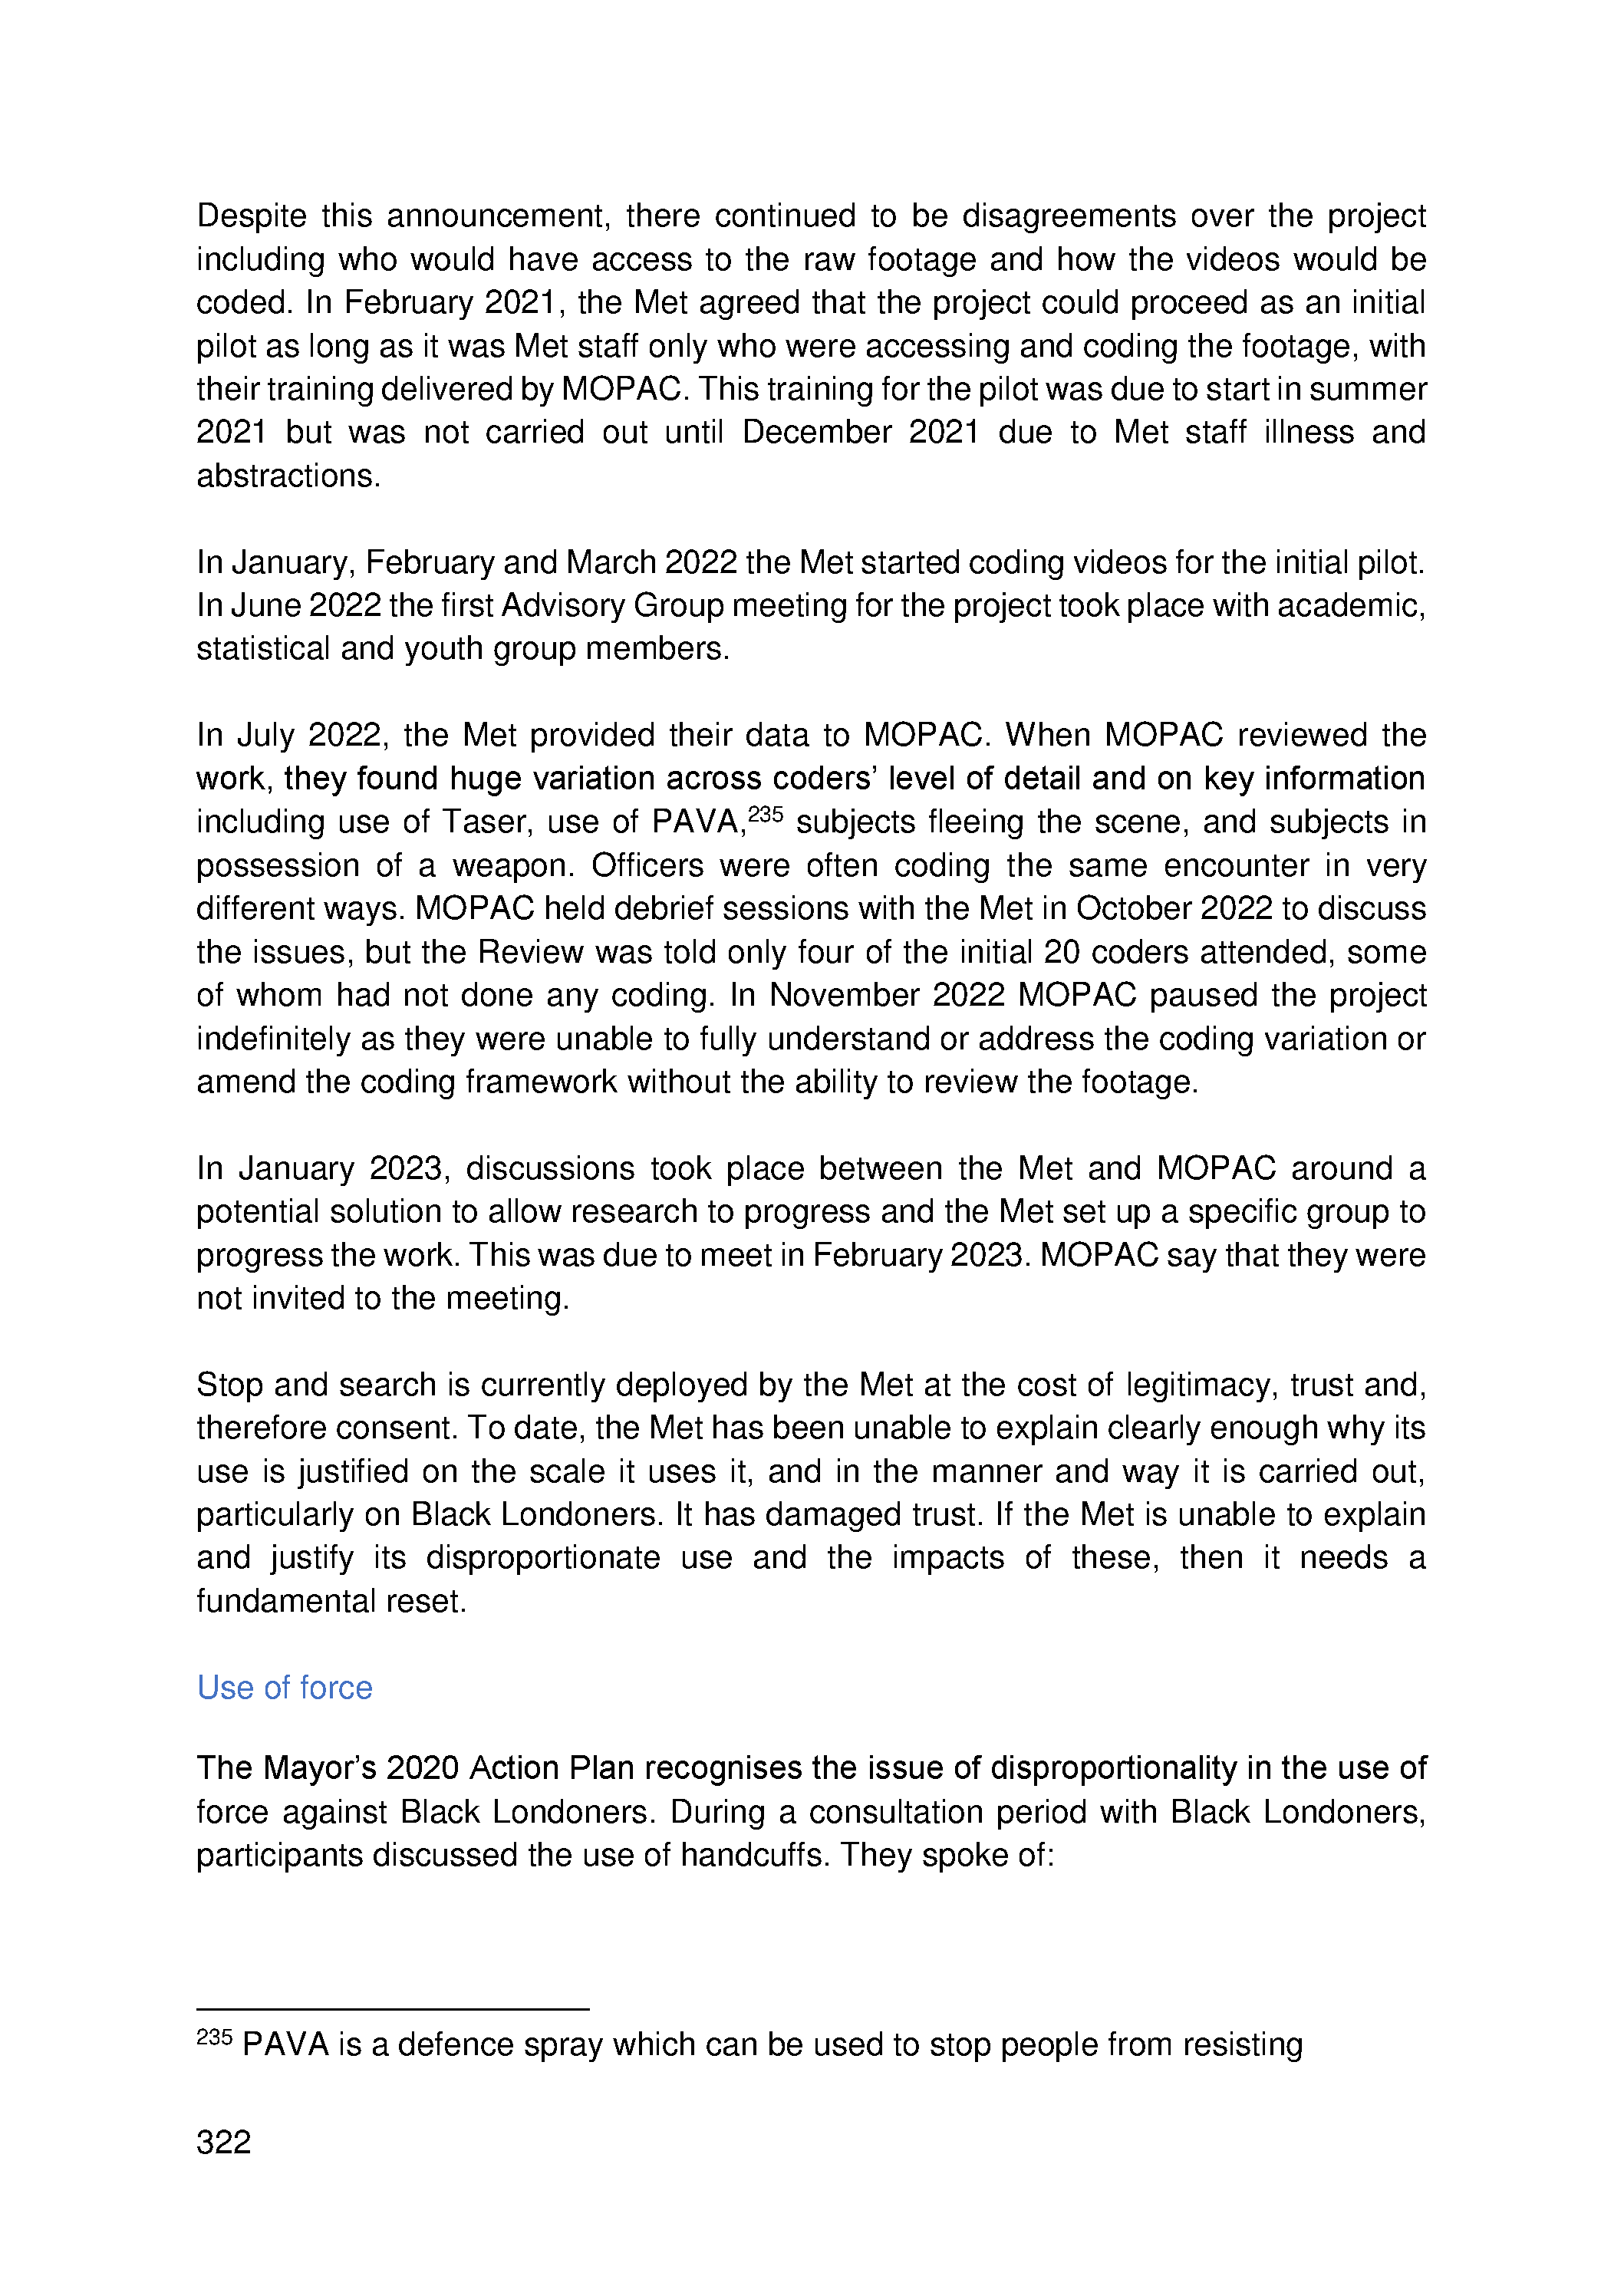 Despite this announcement, there continued to be disagreements over the project
including who would have access to the raw footage and how the videos would be
coded. In February 2021, the Met agreed that the project could proceed as an initial
pilot as long as it was Met staff only who were accessing and coding the footage, with
their training delivered by MOPAC. This training for the pilot was due to start in summer
2021 but was not carried out until December 2021 due to Met staff illness and
abstractions.
In January, February and March 2022 the Met started coding videos for the initial pilot.
In June 2022 the first Advisory Group meeting for the project took place with academic,
statistical and youth group members.
In July 2022, the Met provided their data to MOPAC. When MOPAC reviewed the
work, they found huge variation across coders’ level of detail and on key information
including use of Taser, use of PAVA,²³⁵ subjects fleeing the scene, and subjects in
possession of a weapon. Officers were often coding the same encounter in very
different ways. MOPAC held debrief sessions with the Met in October 2022 to discuss
the issues, but the Review was told only four of the initial 20 coders attended, some
of whom had not done any coding. In November 2022 MOPAC paused the project
indefinitely as they were unable to fully understand or address the coding variation or
amend the coding framework without the ability to review the footage.
In January 2023, discussions took place between the Met and MOPAC around a
potential solution to allow research to progress and the Met set up a specific group to
progress the work. This was due to meet in February 2023. MOPAC say that they were
not invited to the meeting.
Stop and search is currently deployed by the Met at the cost of legitimacy, trust and,
therefore consent. To date, the Met has been unable to explain clearly enough why its
use is justified on the scale it uses it, and in the manner and way it is carried out,
particularly on Black Londoners. It has damaged trust. If the Met is unable to explain
and justify its disproportionate use and the impacts of these, then it needs a
fundamental reset.
Use of force
The Mayor’s 2020 Action Plan recognises the issue of disproportionality in the use of
force against Black Londoners. During a consultation period with Black Londoners,
participants discussed the use of handcuffs. They spoke of:
²³⁵ PAVA is a defence spray which can be used to stop people from resisting
322